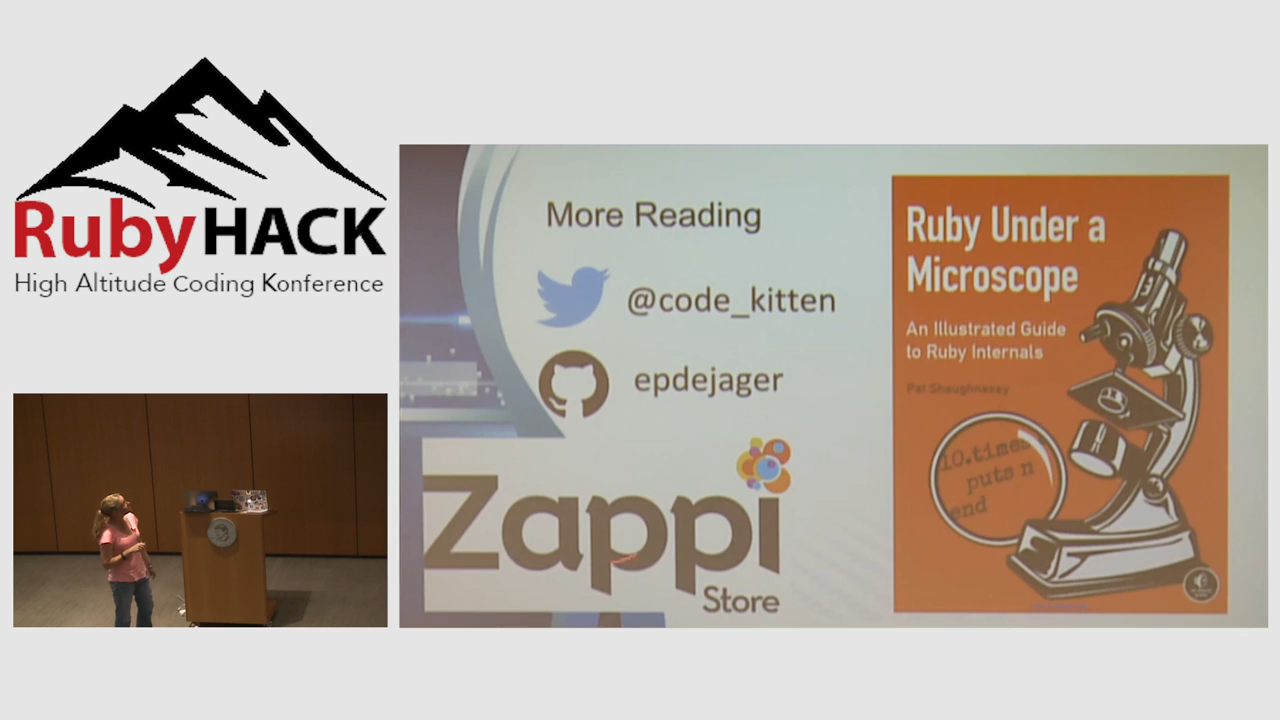 RubyHACK
High Altitude Coding Konference
More Reading
@code_kitten
epdejager
Zappi
Store
Ruby Under a
Microscope
An Illustrated Guide
to Ruby Internals
Pat Shaughnessy
10.times
puts n
end